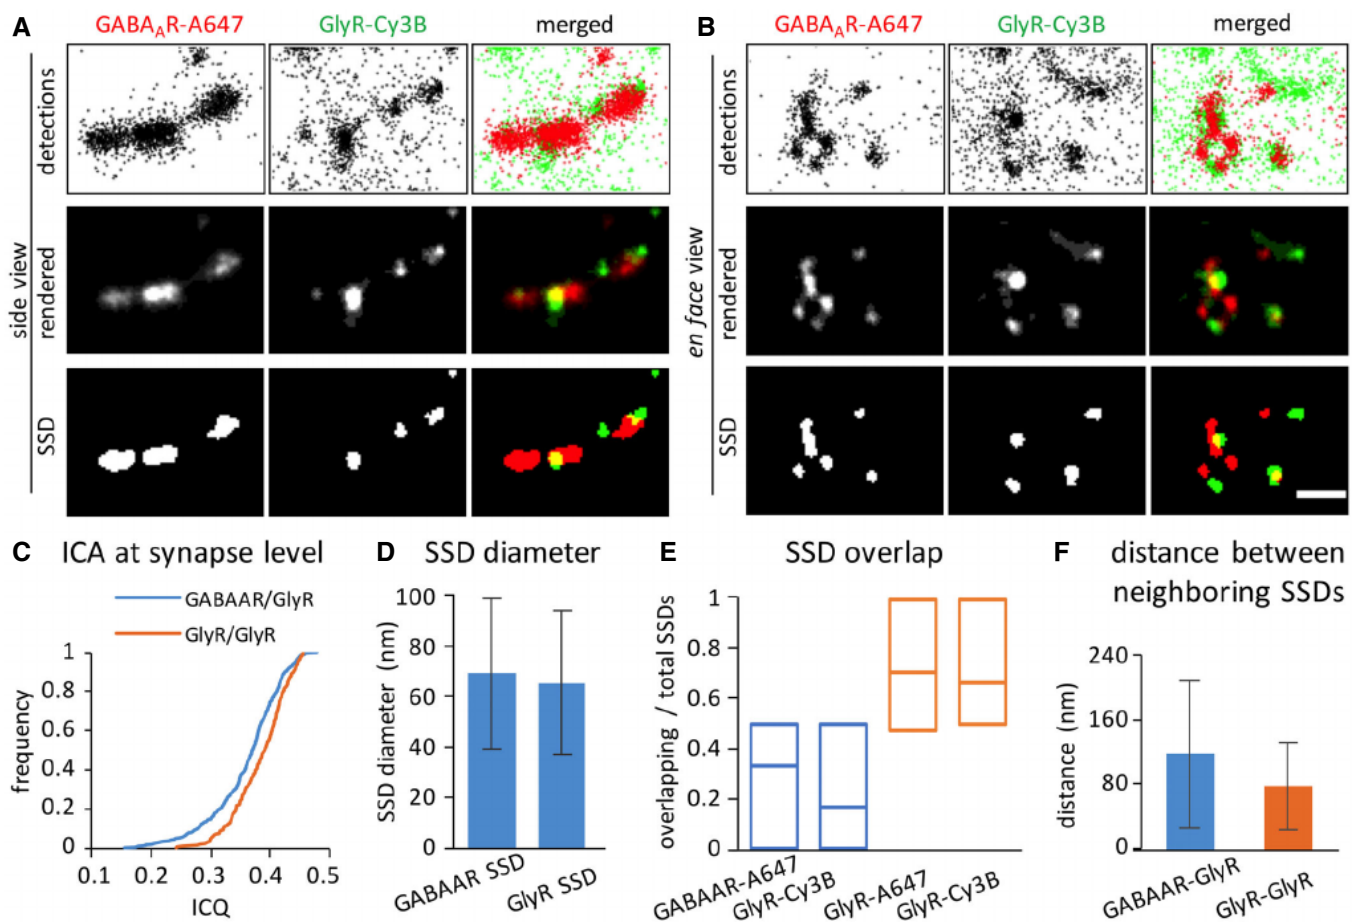 A GABAAR-A647 GlyR-Cy3B merged
B GABAAR-A647 GlyR-Cy3B merged
side view
detections
rendered
SSD
en face view
detections
rendered
SSD
C ICA at synapse level
GABAAR/GlyR
GlyR/GlyR
frequency
1
0.8
0.6
0.4
0.2
0
0.1 0.2 0.3 0.4 0.5
ICQ
D SSD diameter
SSD diameter (nm)
100
80
60
40
20
0
GABAAR SSD
GlyR SSD
E SSD overlap
overlapping / total SSDs
1
0.8
0.6
0.4
0.2
0
GABAAR-A647
GlyR-Cy3B
GlyR-A647
GlyR-Cy3B
F distance between
neighboring SSDs
distance (nm)
240
160
80
0
GABAAR-GlyR
GlyR-GlyR